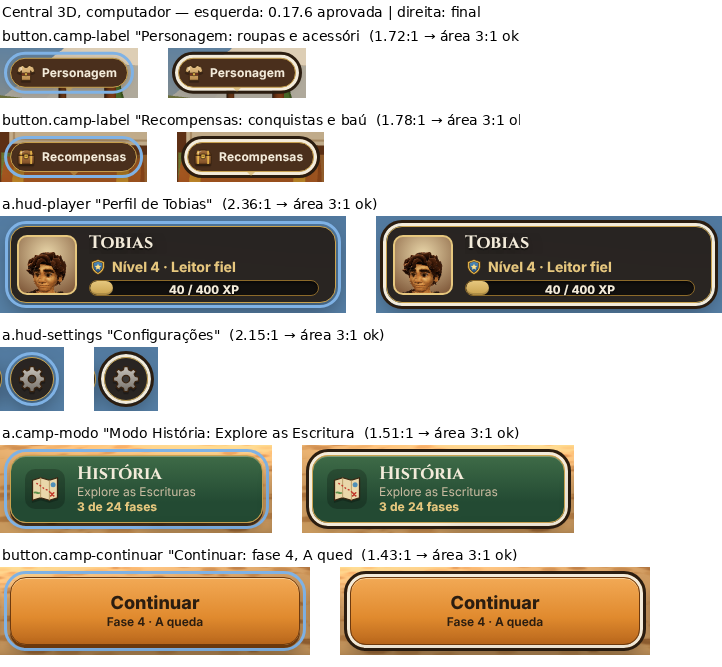 Central 3D, computador — esquerda: 0.17.6 aprovada | direita: final
button.camp-label "Personagem: roupas e acessóri (1.72:1 → área 3:1 ok
Personagem Personagem
button.camp-label "Recompensas: conquistas e baú (1.78:1 → área 3:1 ol
Recompensas Recompensas
a.hud-player "Perfil de Tobias" (2.36:1 → área 3:1 ok)
TOBIAS
Nível 4 · Leitor fiel
40 / 400 XP
TOBIAS
Nível 4 · Leitor fiel
40 / 400 XP
a.hud-settings "Configurações" (2.15:1 → área 3:1 ok)
a.camp-modo "Modo História: Explore as Escritura (1.51:1 → área 3:1 ok)
HISTÓRIA
Explore as Escrituras
3 de 24 fases
HISTÓRIA
Explore as Escrituras
3 de 24 fases
button.camp-continuar "Continuar: fase 4, A qued (1.43:1 → área 3:1 ok)
Continuar
Fase 4 · A queda
Continuar
Fase 4 · A queda